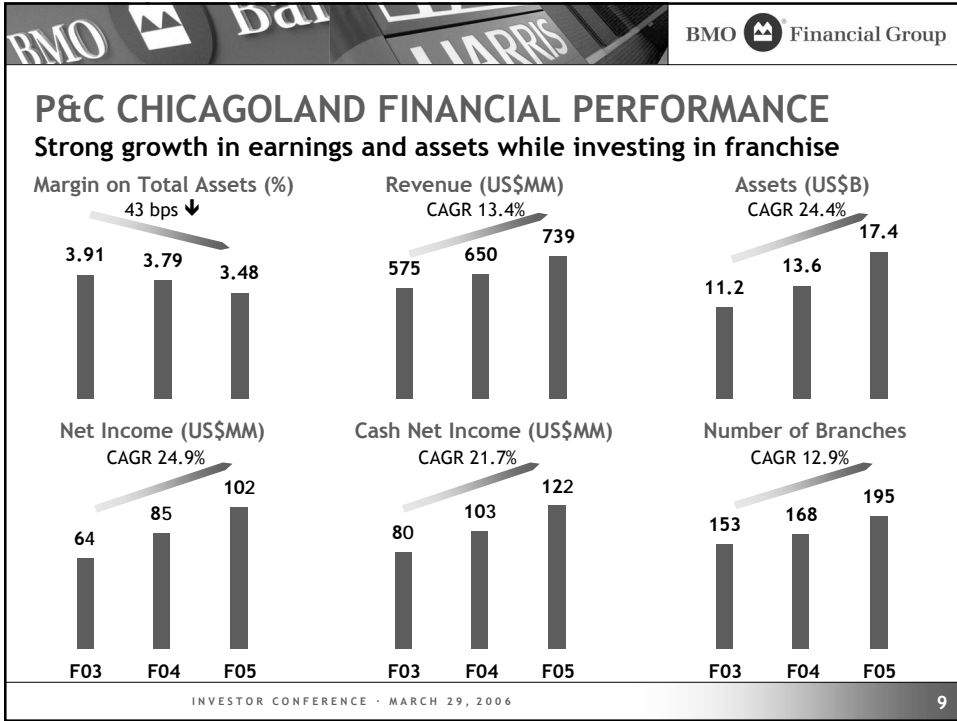 BMO
Ban
HARRIS
BMO Financial Group®
P&C CHICAGOLAND FINANCIAL PERFORMANCE
Strong growth in earnings and assets while investing in franchise
Margin on Total Assets (%)
43 bps ↓
3.91
3.79
3.48
Revenue (US$MM)
CAGR 13.4%
575
650
739
Assets (US$B)
CAGR 24.4%
11.2
13.6
17.4
Net Income (US$MM)
CAGR 24.9%
64
85
102
F03 F04 F05
Cash Net Income (US$MM)
CAGR 21.7%
80
103
122
F03 F04 F05
Number of Branches
CAGR 12.9%
153
168
195
F03 F04 F05
INVESTOR CONFERENCE · MARCH 29, 2006
9